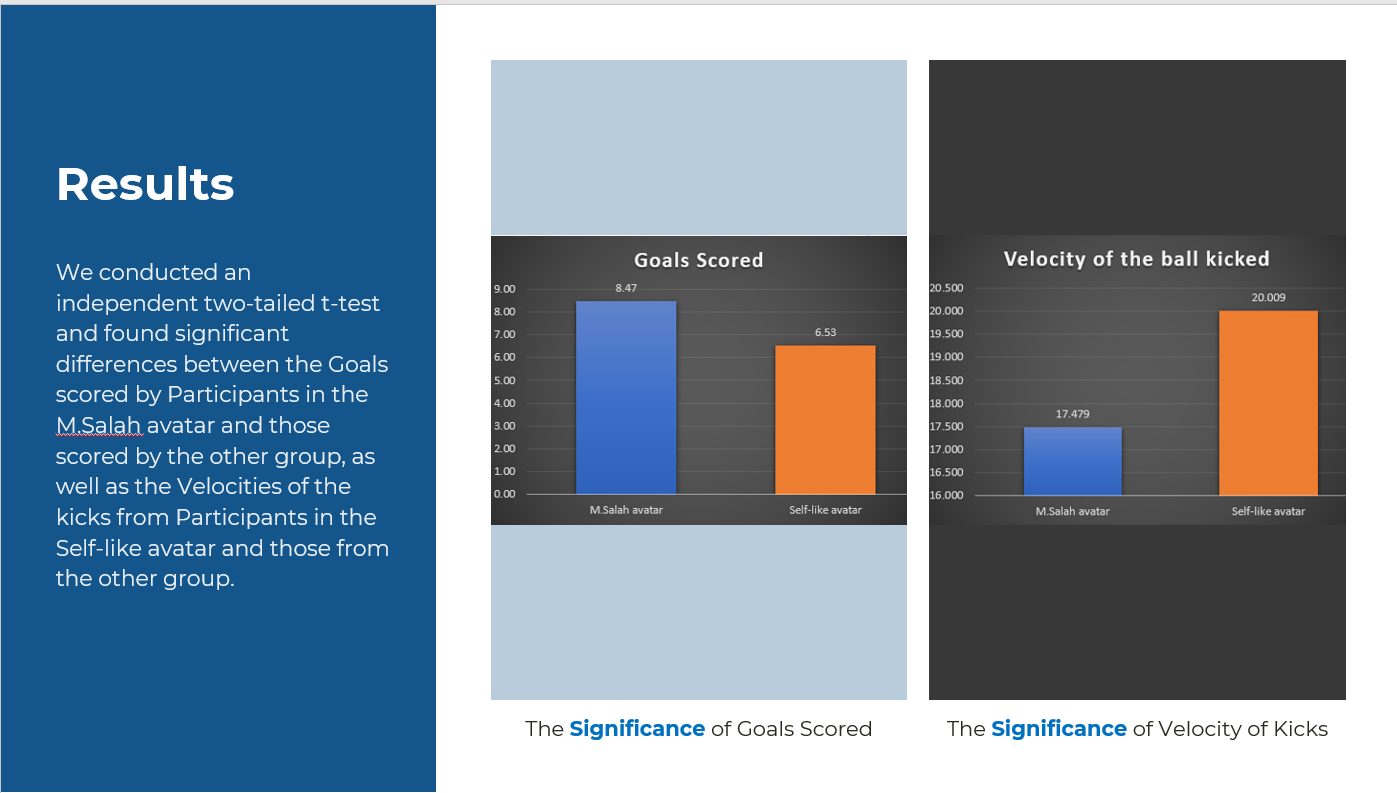 Results
We conducted an
independent two-tailed t-test
and found significant
differences between the Goals
scored by Participants in the
M.Salah avatar and those
scored by the other group, as
well as the Velocities of the
kicks from Participants in the
Self-like avatar and those from
the other group.
Goals Scored
9.00
8.00
7.00
6.00
5.00
4.00
3.00
2.00
1.00
0.00
8.47
6.53
M.Salah avatar
Self-like avatar
The Significance of Goals Scored
Velocity of the ball kicked
20.500
20.000
19.500
19.000
18.500
18.000
17.500
17.000
16.500
16.000
17.479
20.009
M.Salah avatar
Self-like avatar
The Significance of Velocity of Kicks